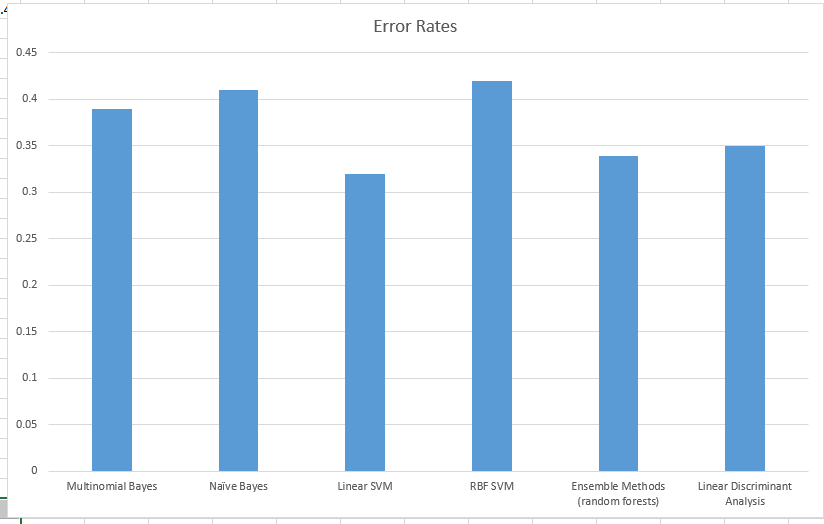 Error Rates
0.45
0.4
0.35
0.3
0.25
0.2
0.15
0.1
0.05
0
Multinomial Bayes
Naïve Bayes
Linear SVM
RBF SVM
Ensemble Methods
(random forests)
Linear Discriminant
Analysis